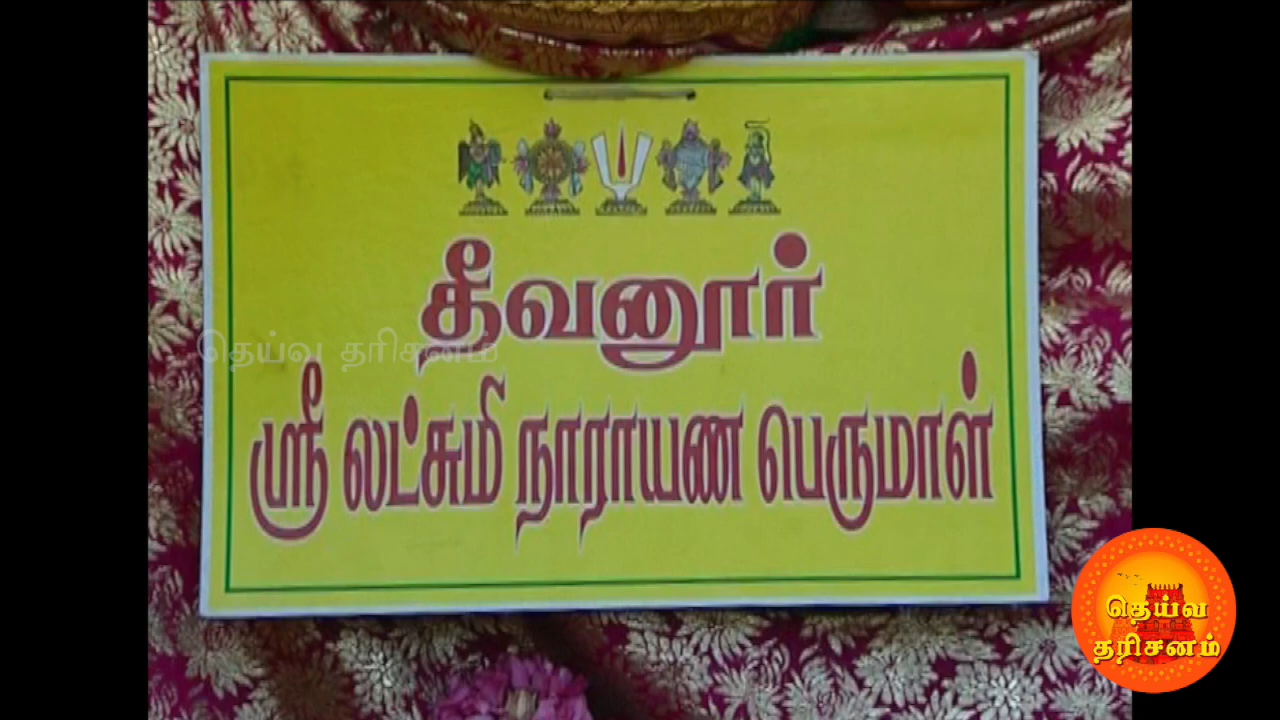 தீவனூர்
தெய்வ தரிசனம்
ஸ்ரீ லட்சுமி நாராயண பெருமாள்
தெய்வ
தரிசனம்